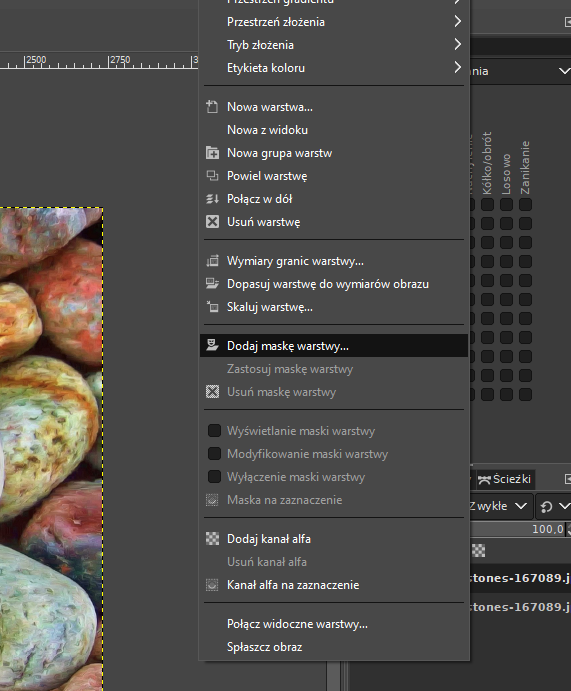 Przestrzeń gradientu
Przestrzeń złożenia
Tryb złożenia
Etykieta koloru
2500
2750
3
nia
Nowa warstwa...
Nowa z widoku
Nowa grupa warstw
Powiel warstwę
Połącz w dół
Usuń warstwę
Kółko/obrót
Losowo
Zanikanie
Wymiary granic warstwy...
Dopasuj warstwę do wymiarów obrazu
Skaluj warstwę...
Dodaj maskę warstwy...
Zastosuj maskę warstwy
Usuń maskę warstwy
Wyświetlanie maski warstwy
Modyfikowanie maski warstwy
Wyłączenie maski warstwy
Maska na zaznaczenie
Ścieżki
Zwykłe
100,0
Dodaj kanał alfa
Usuń kanał alfa
Kanał alfa na zaznaczenie
stones-167089.j
stones-167089.j
Połącz widoczne warstwy...
Spłaszcz obraz